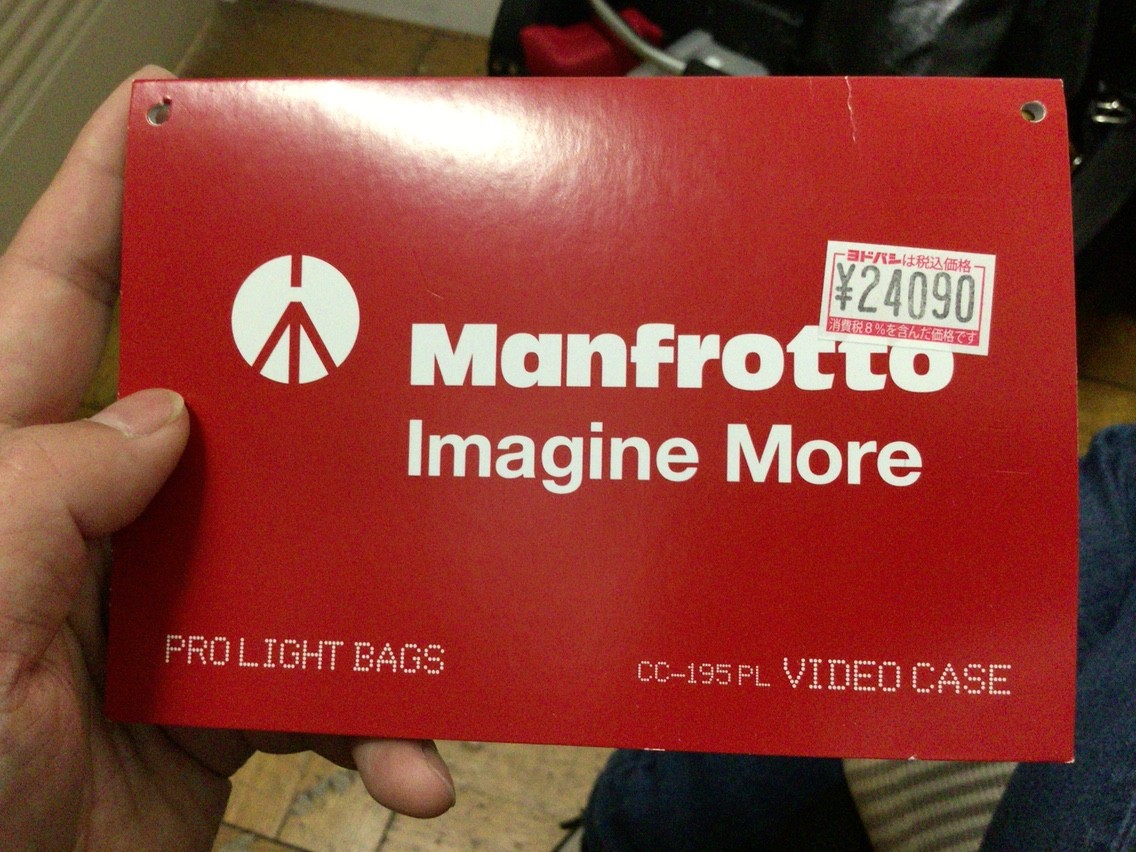 ヨドバシは税込価格
¥24090
消費税8%を含んだ価格です
Manfrotto
Imagine More
PRO LIGHT BAGS
CC-195 PL VIDEO CASE